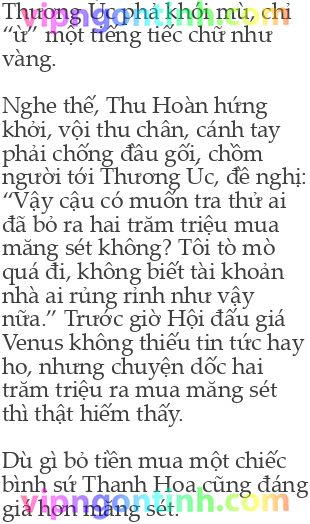 Thương Uc phả khói mù, chỉ
“ừ” một tiếng tiếc chữ như
vàng.
Nghe thế, Thu Hoàn hứng
khởi, vội thu chân, cánh tay
phải chống đầu gối, chồm
người tới Thương Uc, đề nghị:
“Vậy cậu có muốn tra thử ai
đã bỏ ra hai trăm triệu mua
măng sét không? Tôi tò mò
quá đi, không biết tài khoản
nhà ai rủng rỉnh như vậy
nữa.” Trước giờ Hội đấu giá
Venus không thiếu tin tức hay
ho, nhưng chuyện dốc hai
trăm triệu ra mua măng sét
thì thật hiếm thấy.
Dù gì bỏ tiền mua một chiếc
bình sứ Thanh Hoa cũng đáng
giá hơn măng sét.
vipngontinh.com
vipngontinh.com